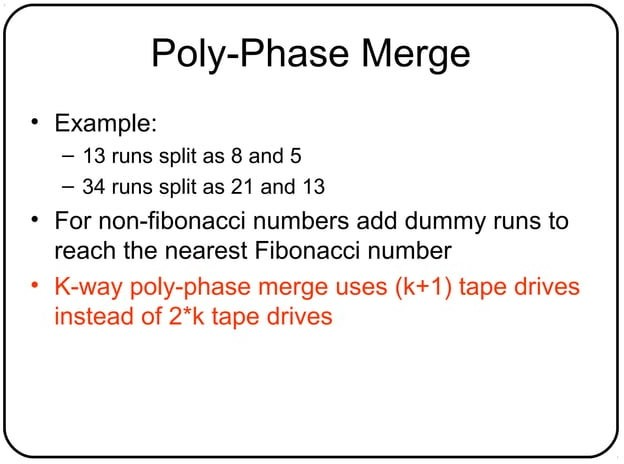 Poly-Phase Merge
• Example:
– 13 runs split as 8 and 5
– 34 runs split as 21 and 13
• For non-fibonacci numbers add dummy runs to
reach the nearest Fibonacci number
• K-way poly-phase merge uses (k+1) tape drives
instead of 2*k tape drives